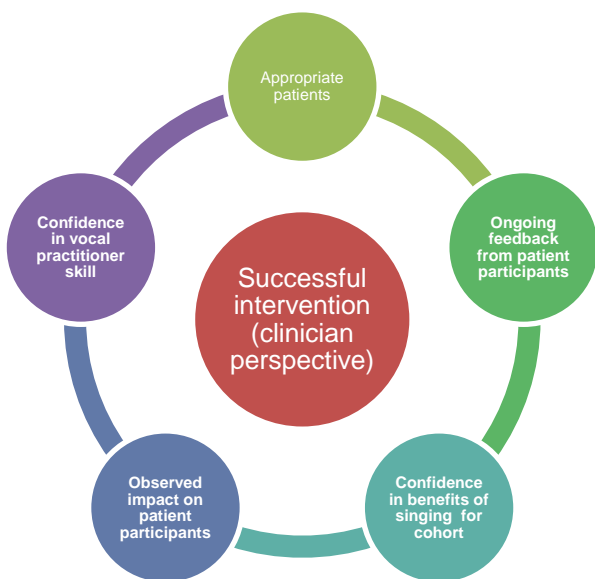 Appropriate
patients
Confidence
in vocal
practitioner
skill
Ongoing
feedback
from patient
participants
Successful
intervention
(clinician
perspective)
Observed
impact on
patient
participants
Confidence
in benefits of
singing for
cohort